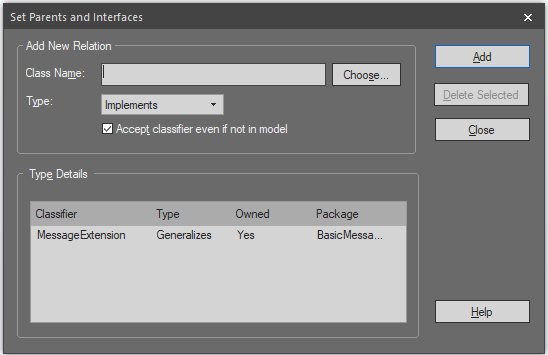 Set Parents and Interfaces
Add New Relation
Class Name:
Choose...
Type:
Implements
Accept classifier even if not in model
Add
Delete Selected
Close
Type Details
Classifier Type Owned Package
MessageExtension Generalizes Yes BasicMessa...
Help